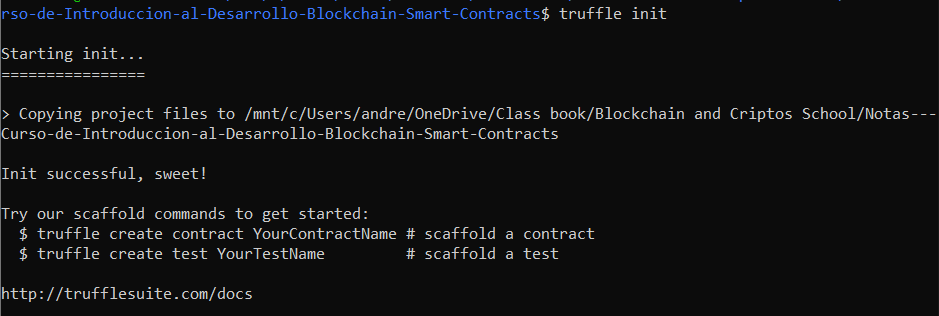 rso-de-Introduccion-al-Desarrollo-Blockchain-Smart-Contracts$ truffle init
Starting init...
================
> Copying project files to /mnt/c/Users/andre/OneDrive/Class book/Blockchain and Criptos School/Notas---
Curso-de-Introduccion-al-Desarrollo-Blockchain-Smart-Contracts
Init successful, sweet!
Try our scaffold commands to get started:
  $ truffle create contract YourContractName # scaffold a contract
  $ truffle create test YourTestName         # scaffold a test
http://trufflesuite.com/docs